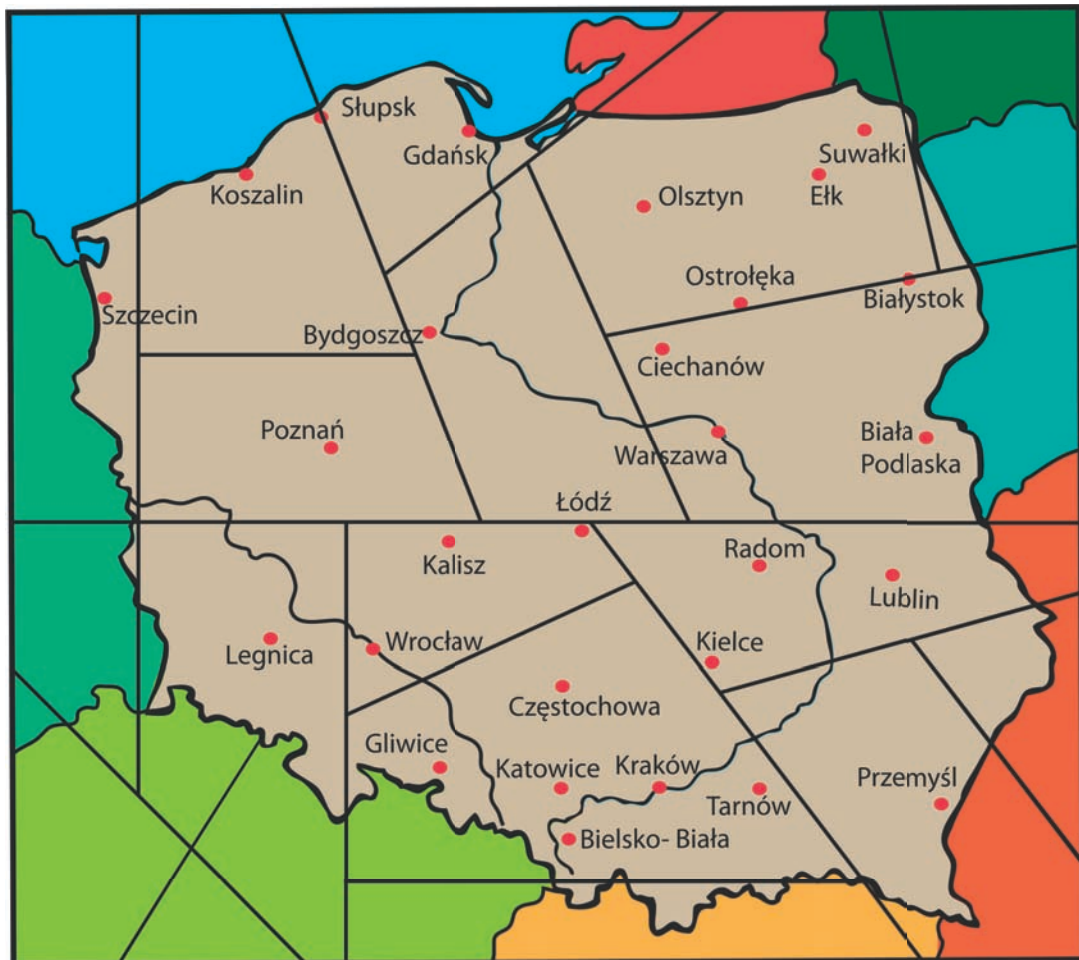 Słupsk
Gdańsk
Suwałki
Koszalin
Olsztyn
Ełk
Ostrołęka
Białystok
Szczecin
Bydgoszcz
Ciechanów
Poznań
Warszawa
Biała
Podlaska
Łódź
Kalisz
Radom
Lublin
Legnica
Wrocław
Kielce
Częstochowa
Gliwice
Katowice
Kraków
Tarnów
Przemyśl
Bielsko- Biała